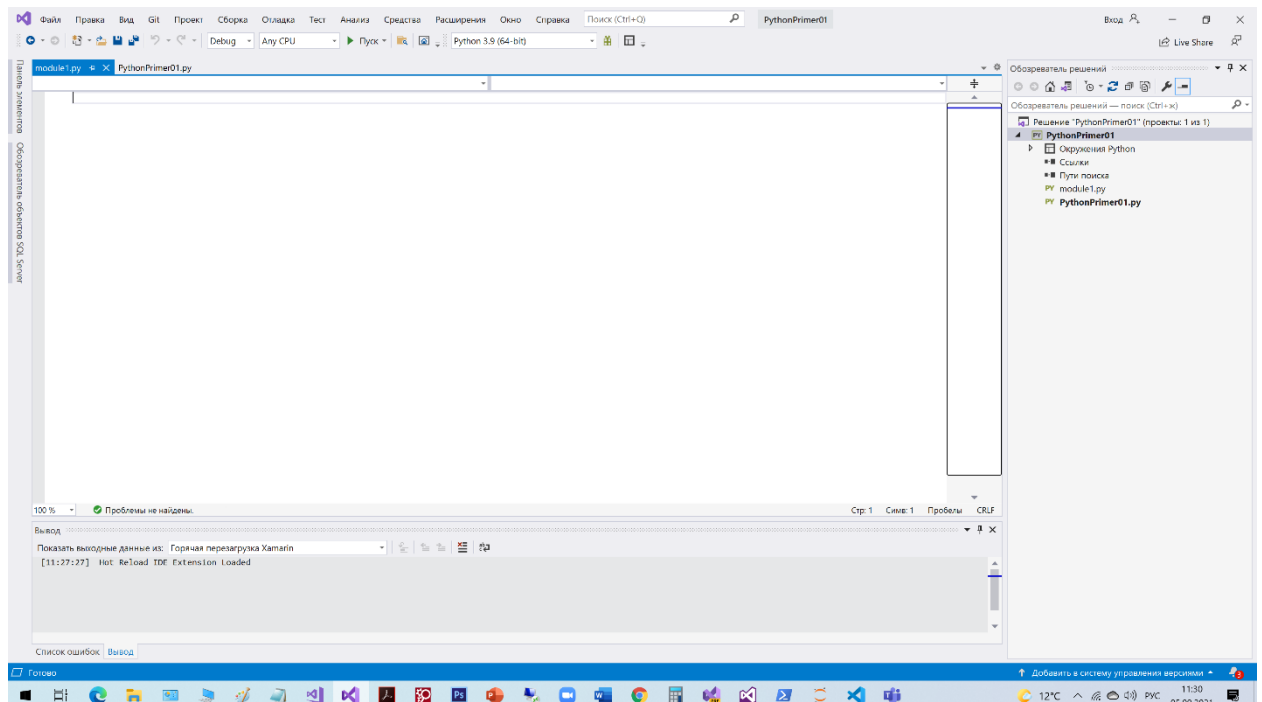 Файл Правка Вид Git Проект Сборка Отладка Тест Анализ Средства Расширения Окно Справка Поиск (Ctrl+Q) PythonPrimer01 Вход
Debug Any CPU Пуск Python 3.9 (64-bit) Live Share
Панель элементов
Обозреватель объектов SQL Server
module1.py PythonPrimer01.py
100 % Проблемы не найдены. Стр: 1 Симв: 1 Пробелы CRLF
Вывод
Показать выходные данные из: Горячая перезагрузка Xamarin
[11:27:27] Hot Reload IDE Extension Loaded
Список ошибок Вывод
Обозреватель решений
Обозреватель решений — поиск (Ctrl+ж)
Решение "PythonPrimer01" (проекты: 1 из 1)
PY PythonPrimer01
Окружения Python
Ссылки
Пути поиска
PY module1.py
PY PythonPrimer01.py
Готово Добавить в систему управления версиями
12°C РУС 11:30